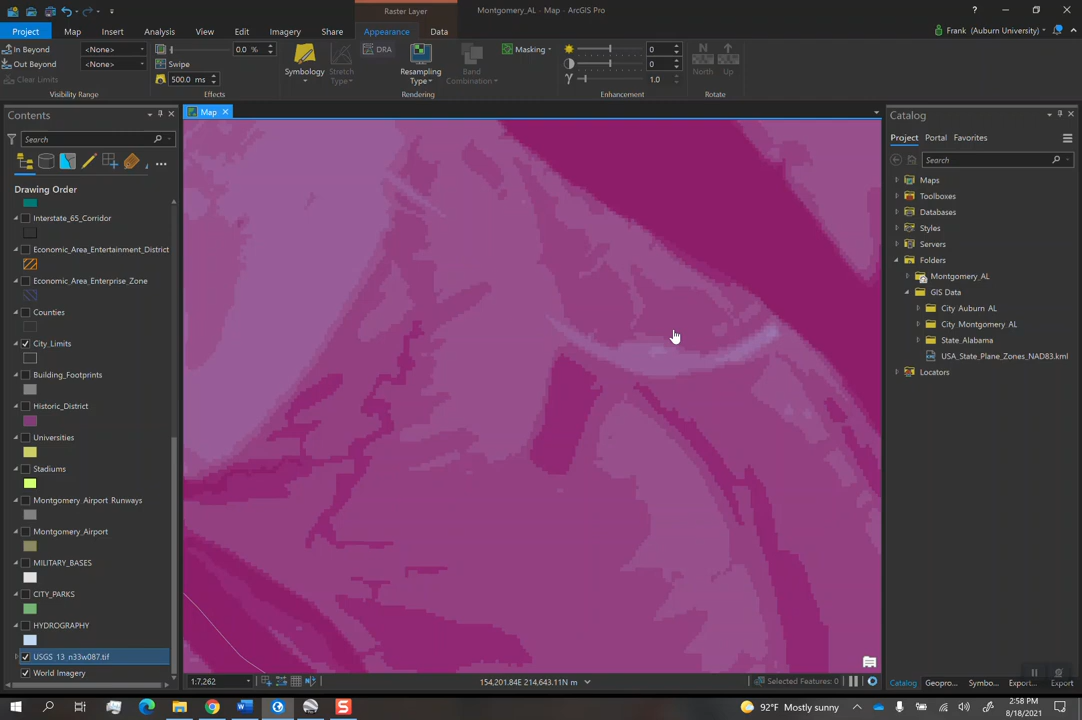 Raster Layer
Montgomery_AL - Map - ArcGIS Pro
Project Map Insert Analysis View Edit Imagery Share Appearance Data
Frank (Auburn University)
In Beyond <None>
Out Beyond <None>
Clear Limits
Visibility Range
0.0 %
Swipe
500.0 ms
Effects
Symbology
Stretch Type
DRA
Resampling Type
Band Combination
Rendering
Masking
0
0
1.0
Enhancement
North Up
Rotate
Contents
Search
Drawing Order
Interstate_65_Corridor
Economic_Area_Entertainment_District
Economic_Area_Enterprise_Zone
Counties
City_Limits
Building_Footprints
Historic_District
Universities
Stadiums
Montgomery Airport Runways
Montgomery_Airport
MILITARY_BASES
CITY_PARKS
HYDROGRAPHY
USGS_13_n33w087.tif
World Imagery
Map
1:7,262
154,201.84E 214,643.11N m
Selected Features: 0
Catalog
Project Portal Favorites
Search
Maps
Toolboxes
Databases
Styles
Servers
Folders
Montgomery_AL
GIS Data
City Auburn AL
City Montgomery AL
State_Alabama
USA_State_Plane_Zones_NAD83.kml
Locators
Catalog Geopro... Symbo... Export... Export
92°F Mostly sunny
2:58 PM
8/18/2021